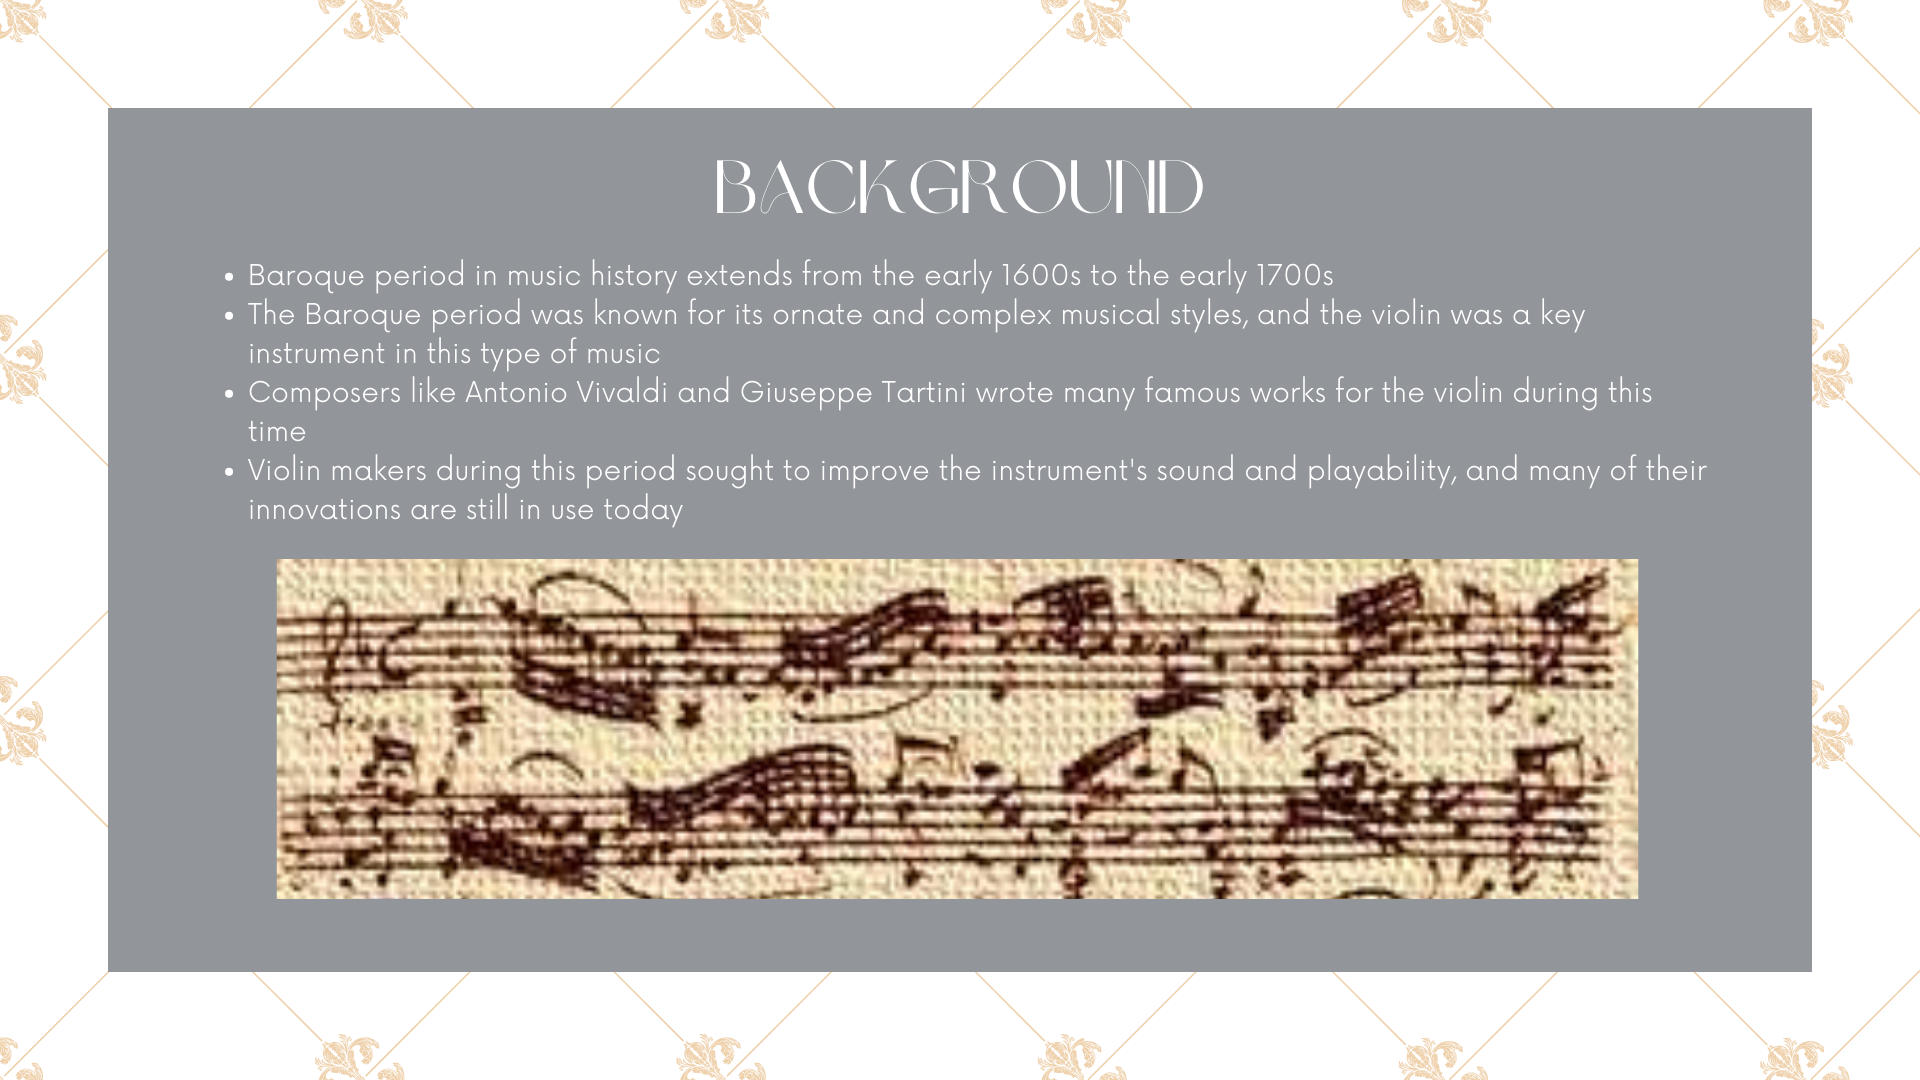 BACKGROUND
• Baroque period in music history extends from the early 1600s to the early 1700s
• The Baroque period was known for its ornate and complex musical styles, and the violin was a key
instrument in this type of music
• Composers like Antonio Vivaldi and Giuseppe Tartini wrote many famous works for the violin during this
time
• Violin makers during this period sought to improve the instrument's sound and playability, and many of their
innovations are still in use today